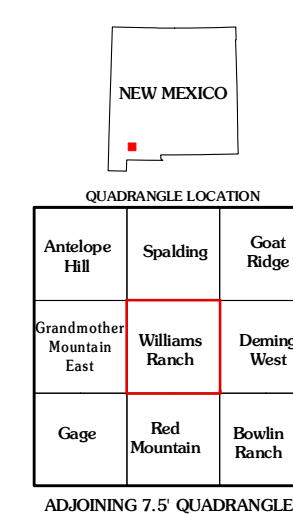 NEW MEXICO
QUADRANGLE LOCATION
Antelope
Hill
Spalding
Goat
Ridge
Grandmother
Mountain
East
Williams
Ranch
Deming
West
Gage
Red
Mountain
Bowlin
Ranch
ADJOINING 7.5' QUADRANGLE